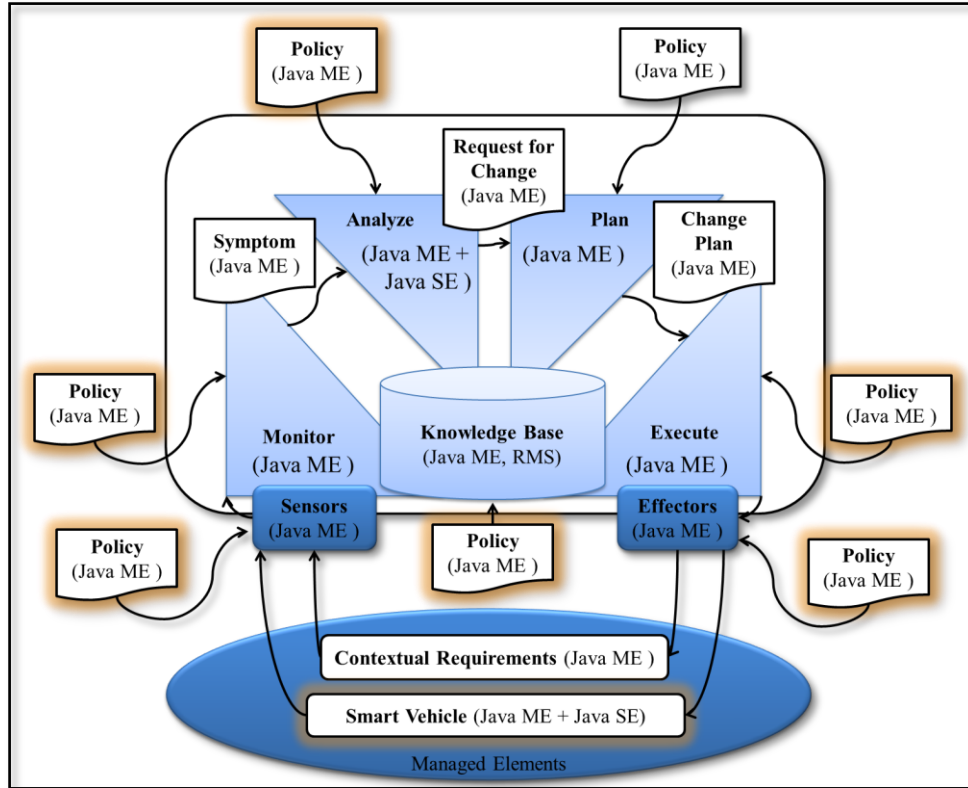 Policy
(Java ME )
Policy
(Java ME )
Request for
Change
(Java ME)
Analyze
(Java ME +
Java SE )
Plan
(Java ME )
Symptom
(Java ME )
Change
Plan
(Java ME)
Policy
(Java ME )
Policy
(Java ME )
Monitor
(Java ME )
Knowledge Base
(Java ME, RMS)
Execute
(Java ME )
Sensors
(Java ME )
Effectors
(Java ME )
Policy
(Java ME )
Policy
(Java ME )
Policy
(Java ME )
Contextual Requirements (Java ME )
Smart Vehicle (Java ME + Java SE)
Managed Elements